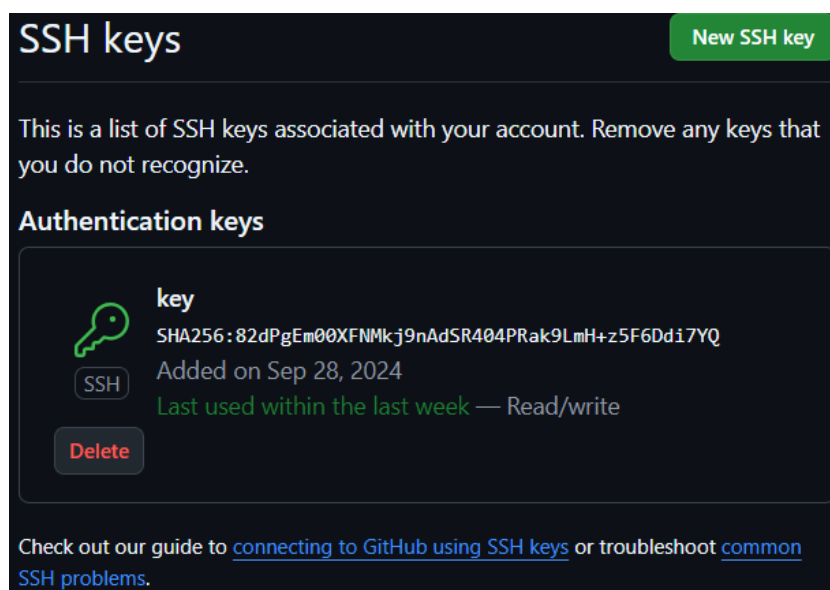 SSH keys
New SSH key
This is a list of SSH keys associated with your account. Remove any keys that
you do not recognize.
Authentication keys
key
SHA256:82dPgEm00XFNMkj9nAdSR404PRak9LmH+z5F6Ddi7YQ
SSH
Added on Sep 28, 2024
Last used within the last week — Read/write
Delete
Check out our guide to connecting to GitHub using SSH keys or troubleshoot common
SSH problems.